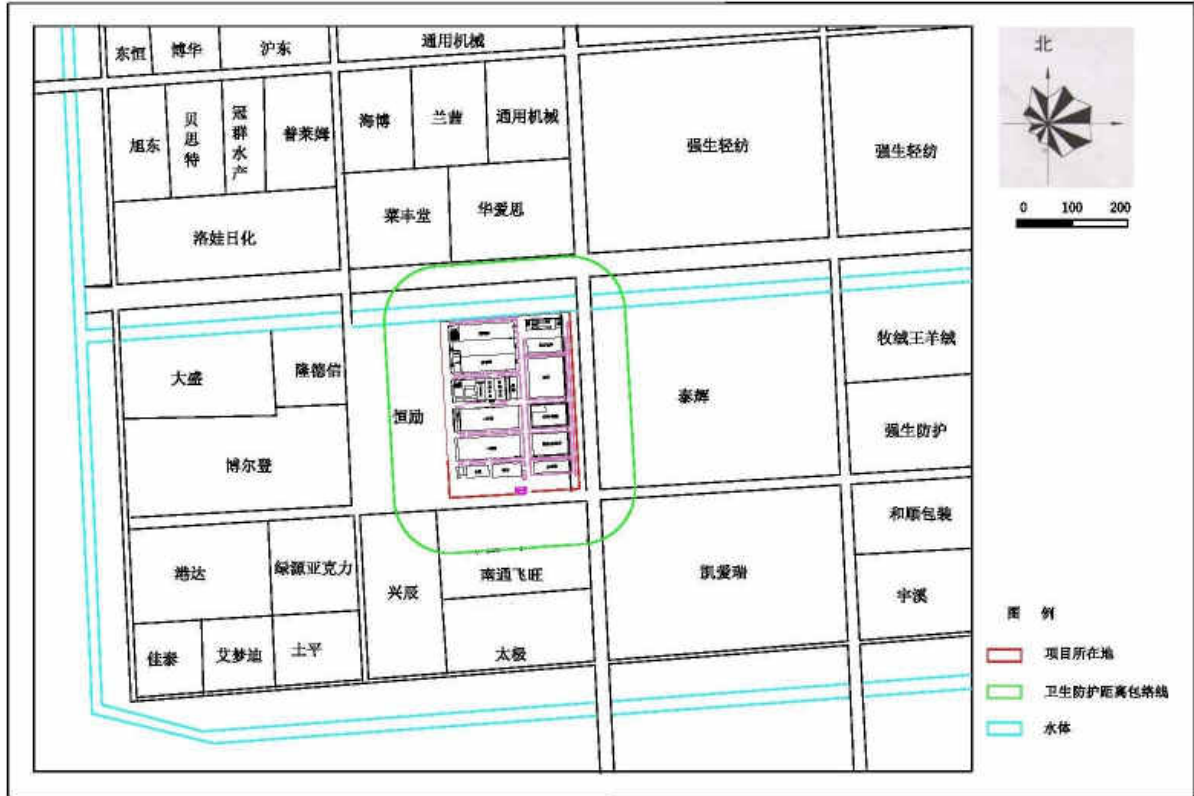 东恒
博华
沪东
通用机械
北
旭东
贝思特
冠群水产
普莱姆
海博
兰茜
通用机械
强生轻纺
强生轻纺
菜丰堂
华爱思
洛娃日化
0 100 200
大盛
隆德信
恒励
泰辉
牧绒王羊绒
强生防护
博尔登
和顺包装
港达
绿源亚克力
兴辰
南通飞旺
凯爱瑞
宇溪
佳泰
艾梦迪
土平
太极
图 例
项目所在地
卫生防护距离包络线
水体